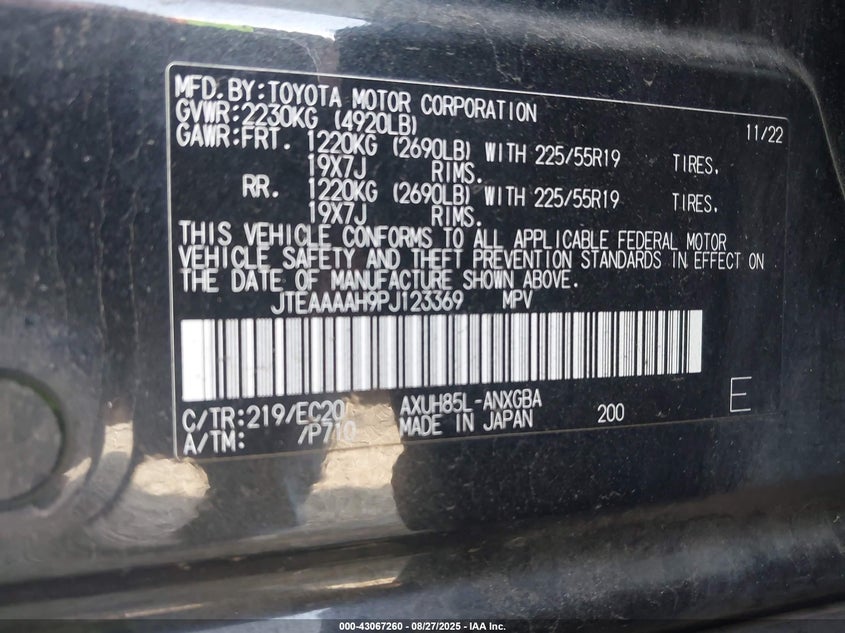 MFD.BY:TOYOTA MOTOR CORPORATION 11/22
GVWR:2230KG (4920LB)
GAWR:FRT. 1220KG (2690LB) WITH 225/55R19 TIRES.
19X7J RIMS.
RR. 1220KG (2690LB) WITH 225/55R19 TIRES.
19X7J RIMS.
THIS VEHICLE CONFORMS TO ALL APPLICABLE FEDERAL MOTOR
VEHICLE SAFETY AND THEFT PREVENTION STANDARDS IN EFFECT ON
THE DATE OF MANUFACTURE SHOWN ABOVE.
JTEAAAAH9PJ123369 MPV
C/TR:219/EC20 AXUH85L-ANXGBA
A/TM: /P710 MADE IN JAPAN 200 E
000-43067260 - 08/27/2025 - IAA Inc.